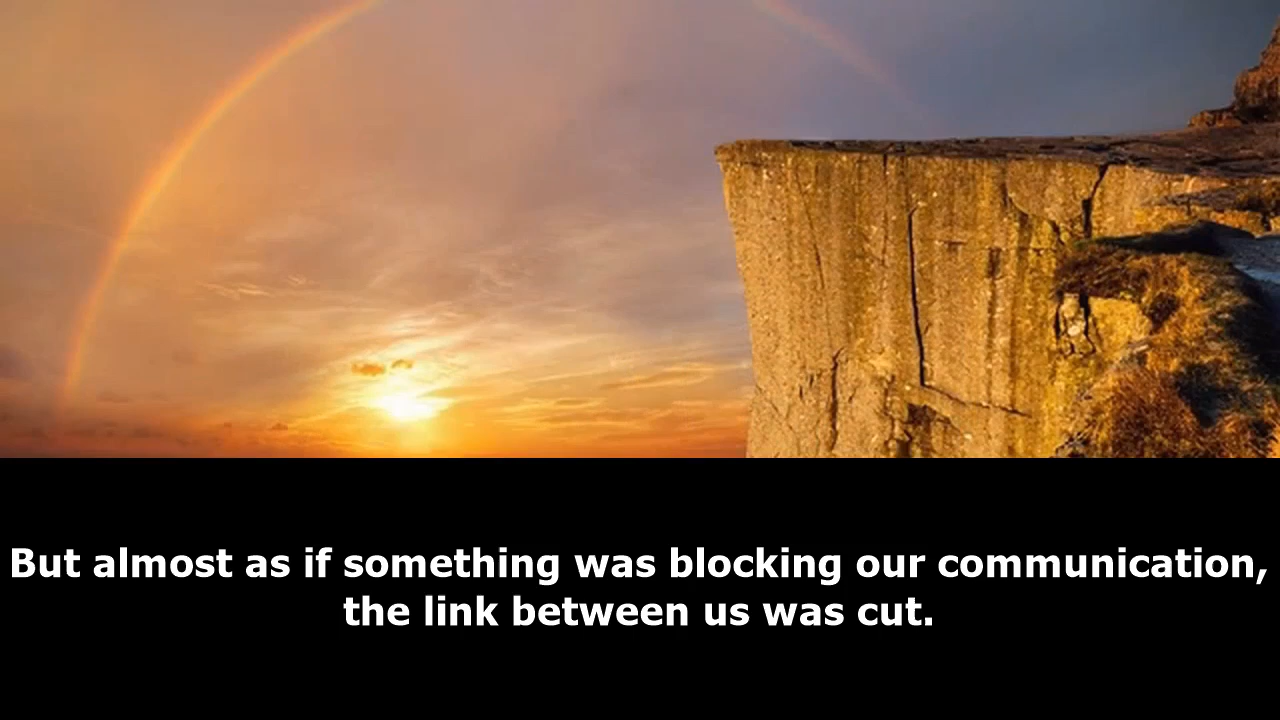 But almost as if something was blocking our communication,
the link between us was cut.